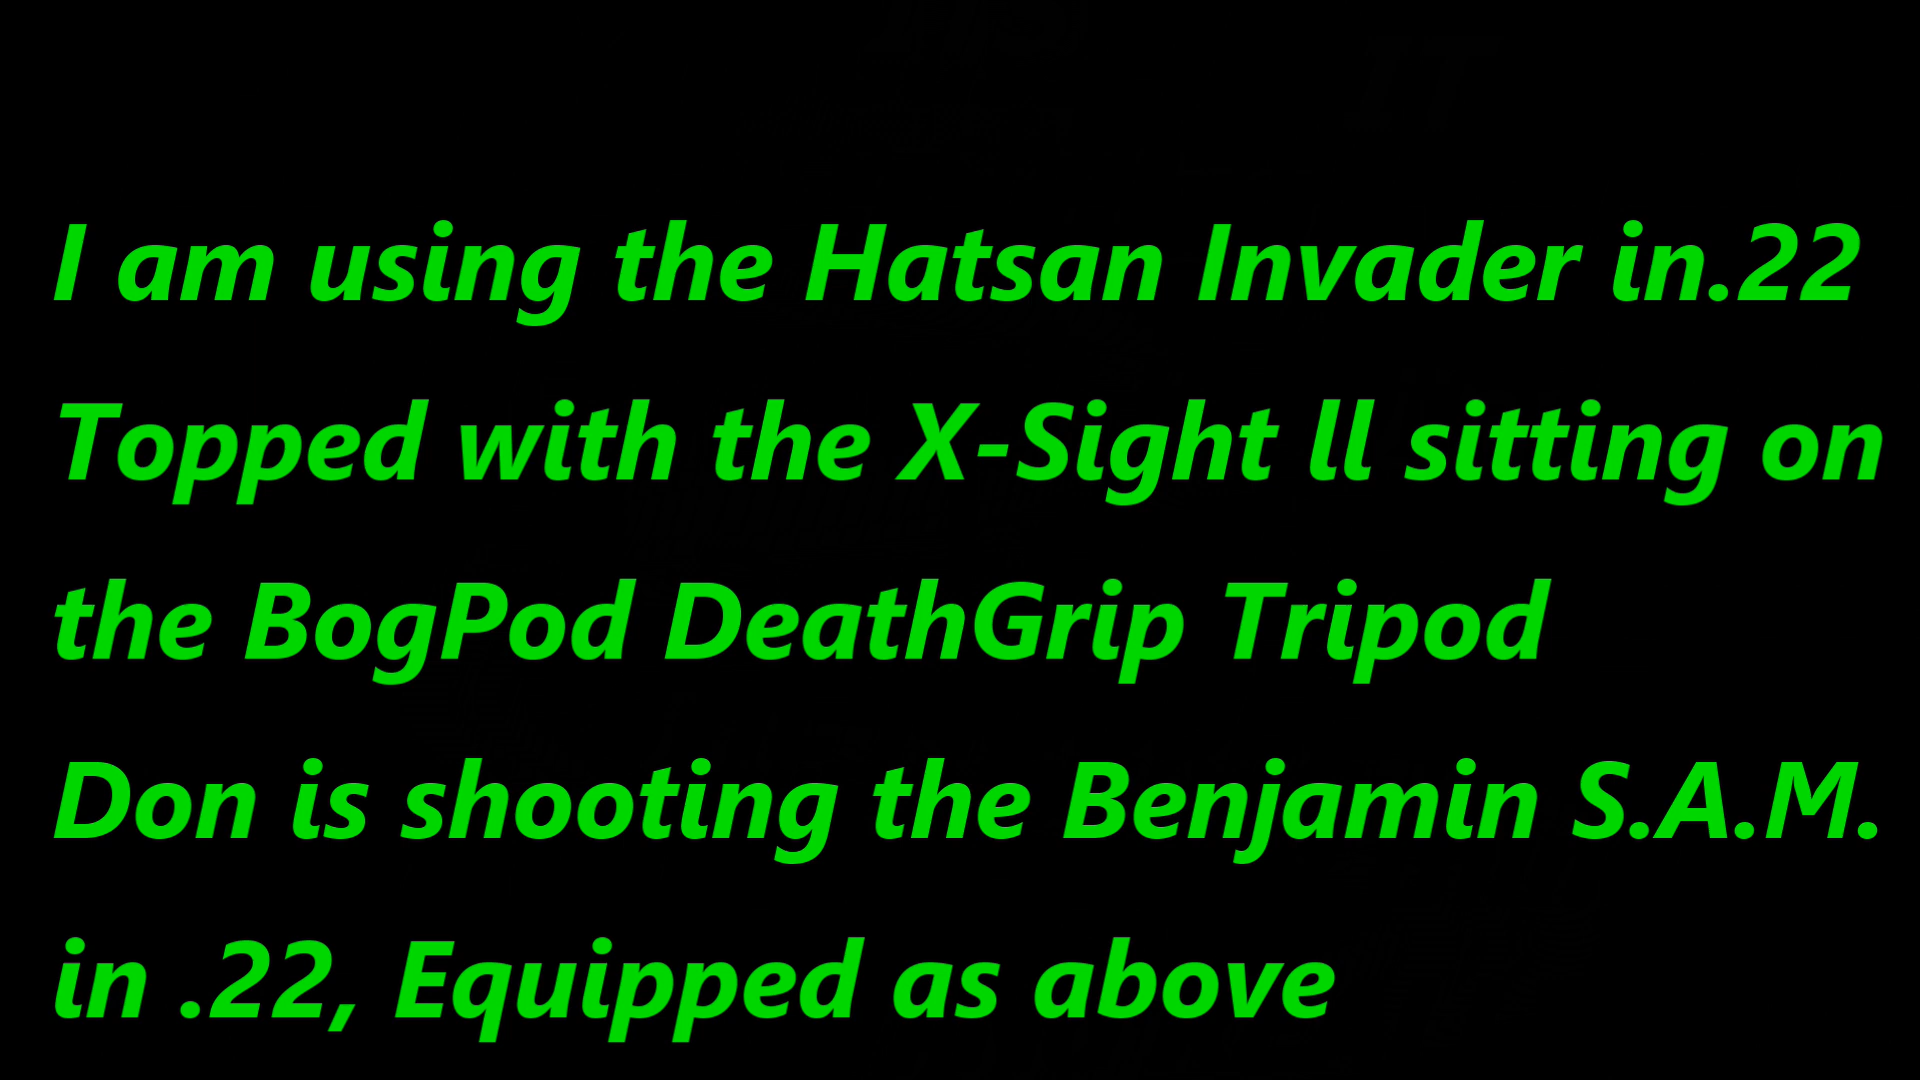 I am using the Hatsan Invader in.22
Topped with the X-Sight ll sitting on
the BogPod DeathGrip Tripod
Don is shooting the Benjamin S.A.M.
in .22, Equipped as above